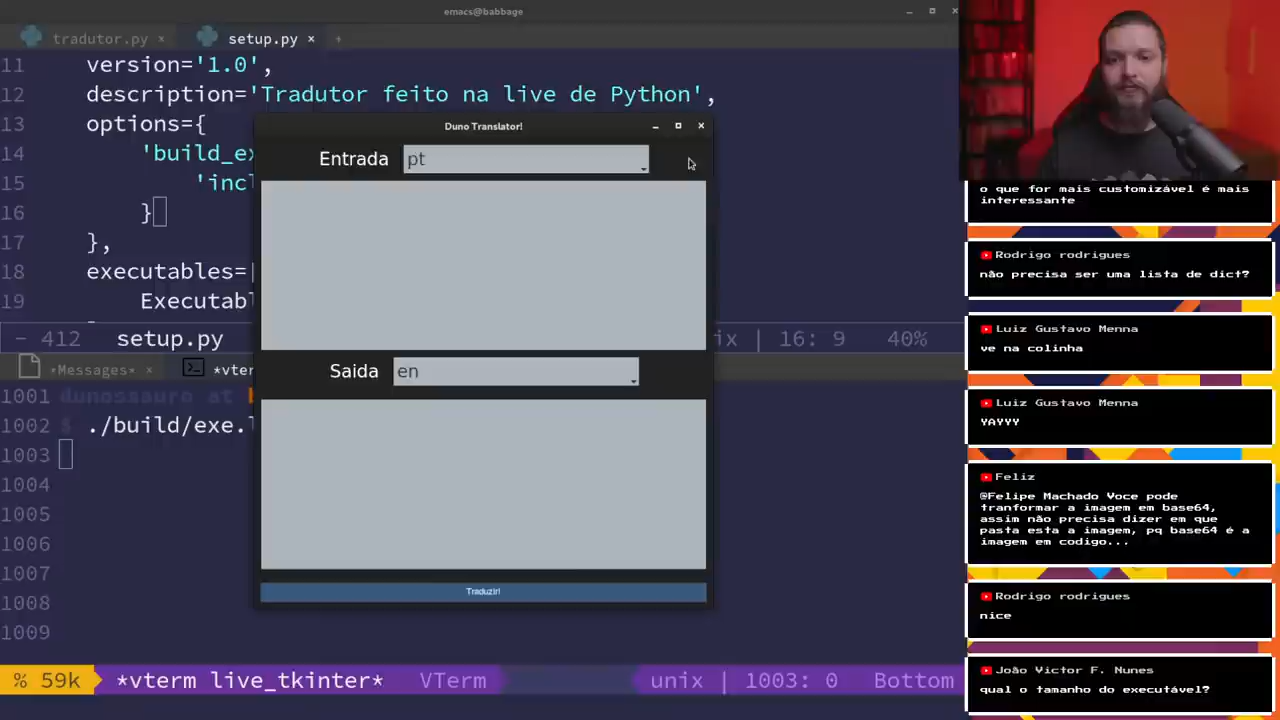 emacs@babbage
tradutor.py × setup.py × +
11 version='1.0',
12 description='Tradutor feito na live de Python',
13 options={
14 'build_e
15 'incl
16 }
17 },
18 executables=[
19 Executabl
- 412 setup.py ix | 16: 9 40%
*Messages* × *vter
1001 dunossauro at
1002 $ ./build/exe.l
1003
1004
1005
1006
1007
1008
1009
% 59k *vterm live_tkinter* VTerm unix | 1003: 0 Bottom
Duno Translator!
Entrada pt
Saida en
Traduzir!
o que for mais customizável é mais
interessante
Rodrigo rodrigues
não precisa ser uma lista de dict?
Luiz Gustavo Menna
ve na colinha
Luiz Gustavo Menna
YAYYY
Feliz
@Felipe Machado Voce pode
tranformar a imagem em base64,
assim não precisa dizer em que
pasta esta a imagem, pq base64 é a
imagem em codigo...
Rodrigo rodrigues
nice
João Victor F. Nunes
qual o tamanho do executável?